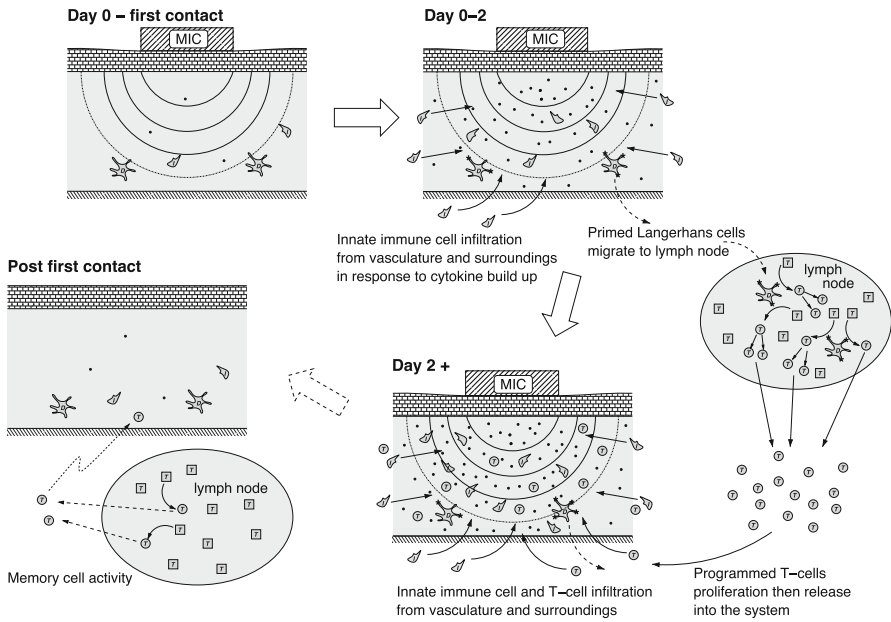 Day 0 – first contact
MIC
Day 0–2
MIC
Innate immune cell infiltration
from vasculature and surroundings
in response to cytokine build up
Primed Langerhans cells
migrate to lymph node
lymph
node
Post first contact
Day 2 +
MIC
lymph node
Memory cell activity
Innate immune cell and T–cell infiltration
from vasculature and surroundings
Programmed T–cells
proliferation then release
into the system